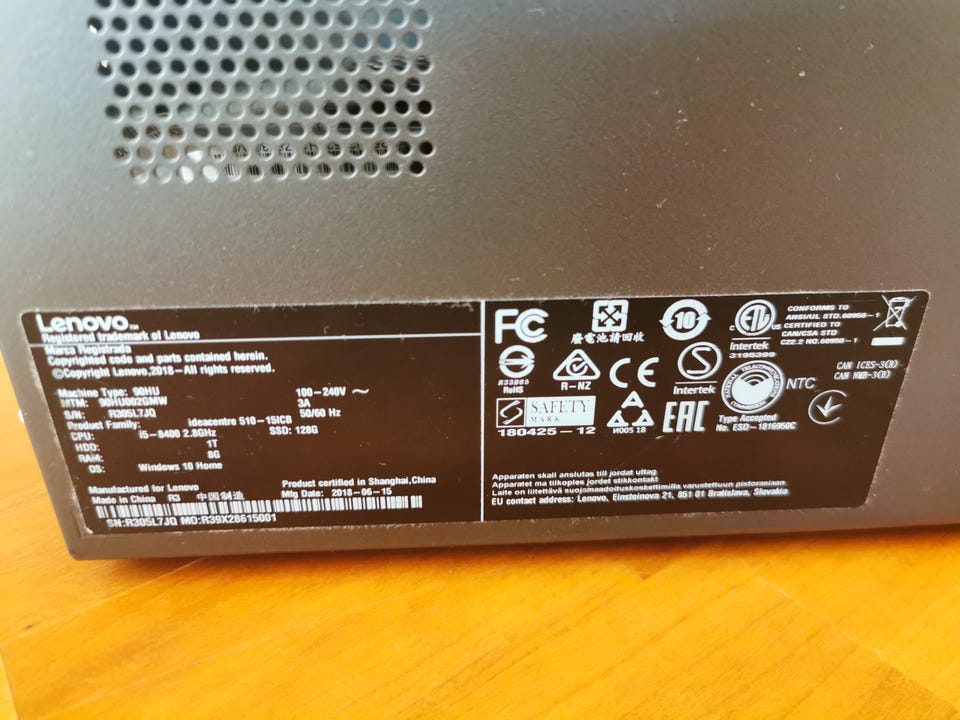 Lenovo™
Registered trademark of Lenovo
Marca Registrada
Copyrighted code and parts contained herein.
©Copyright Lenovo,2018-All rights reserved.
Machine Type: 90HU 100-240V ~
MTM: 90HU002GMW 3A
S/N: R305L7JQ 50/60 Hz
Product Family: ideacentre 510-15ICB
CPU: i5-8400 2.8GHz SSD: 128G
HDD: 1T
RAM: 8G
OS: Windows 10 Home
Manufactured for Lenovo Product certified in Shanghai,China
Made in China R3 中国制造 Mfg Date: 2018-06-15
SN:R305L7JQ MO:R39X28615001
FC
廢電池請回收
10
ETL
c us
Intertek
3195399
CONFORMS TO
ANSI/UL STD.60950-1
CERTIFIED TO
CAN/CSA STD
C22.2 NO.60950-1
R33B05
RoHS
R-NZ
CE
S
Intertek
NTC
Type Accepted
No. ESD-1816950C
CAN ICES-3(B)
CAN NMB-3(B)
SAFETY
MARK
180425-12
H00S 18
EAC
Apparaten skall anslutas till jordat uttag
Apparatet må tilkoples jordet stikkontakt
Laite on liitettävä suojamaadoituskoskettimilla varustettuun pistorasiaan
EU contact address: Lenovo, Einsteinova 21, 851 01 Bratislava, Slovakia